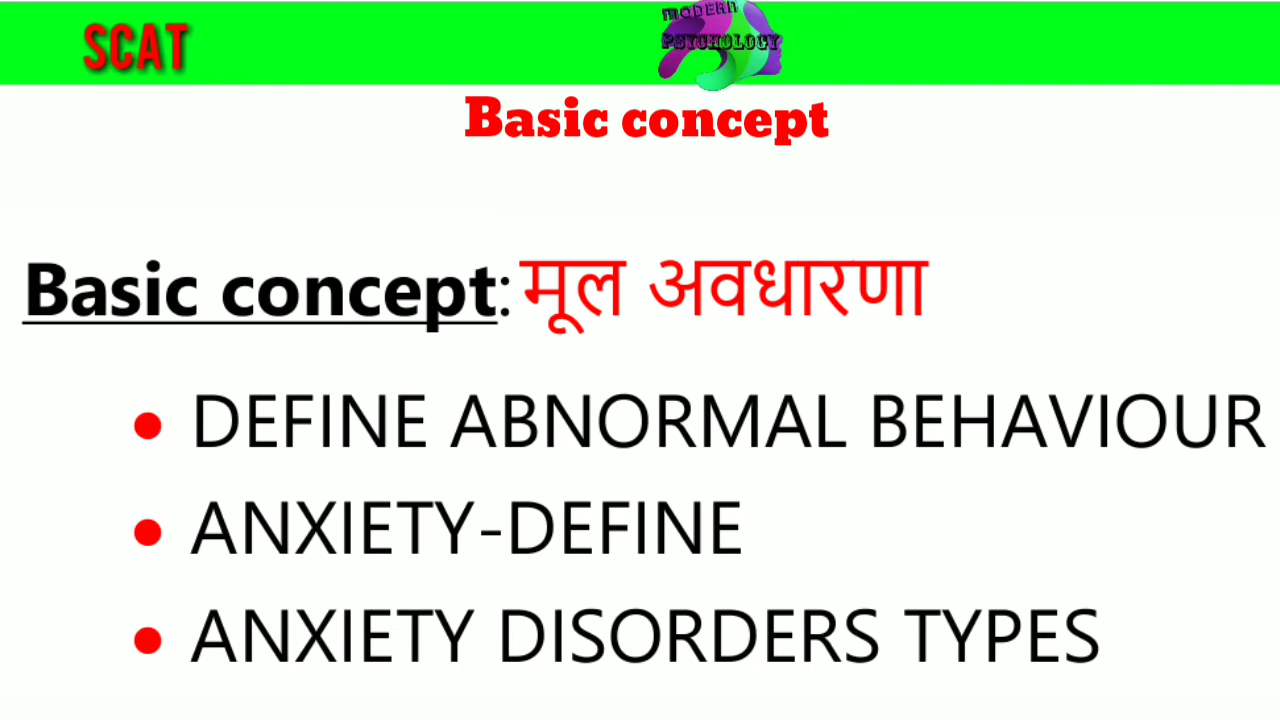 SCAT
MODERN
PSYCHOLOGY
Basic concept
Basic concept: मूल अवधारणा
• DEFINE ABNORMAL BEHAVIOUR
• ANXIETY-DEFINE
• ANXIETY DISORDERS TYPES